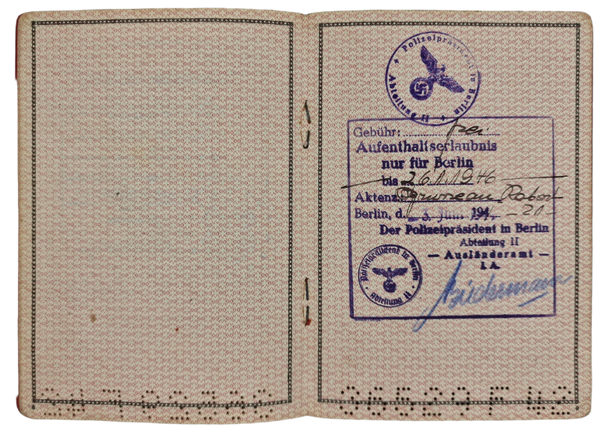 Polizeipräsident in Berlin
+ Abteilung II +
Gebühr: frei
Aufenthaltserlaubnis
nur für Berlin
bis 26.1.1946
Aktenz.
Berlin, d. 3. Juni 194
Der Polizeipräsident in Berlin
Abteilung II
— Ausländeramt —
i.A.
Polizeipräsident in Berlin
Abteilung II
Biedermann